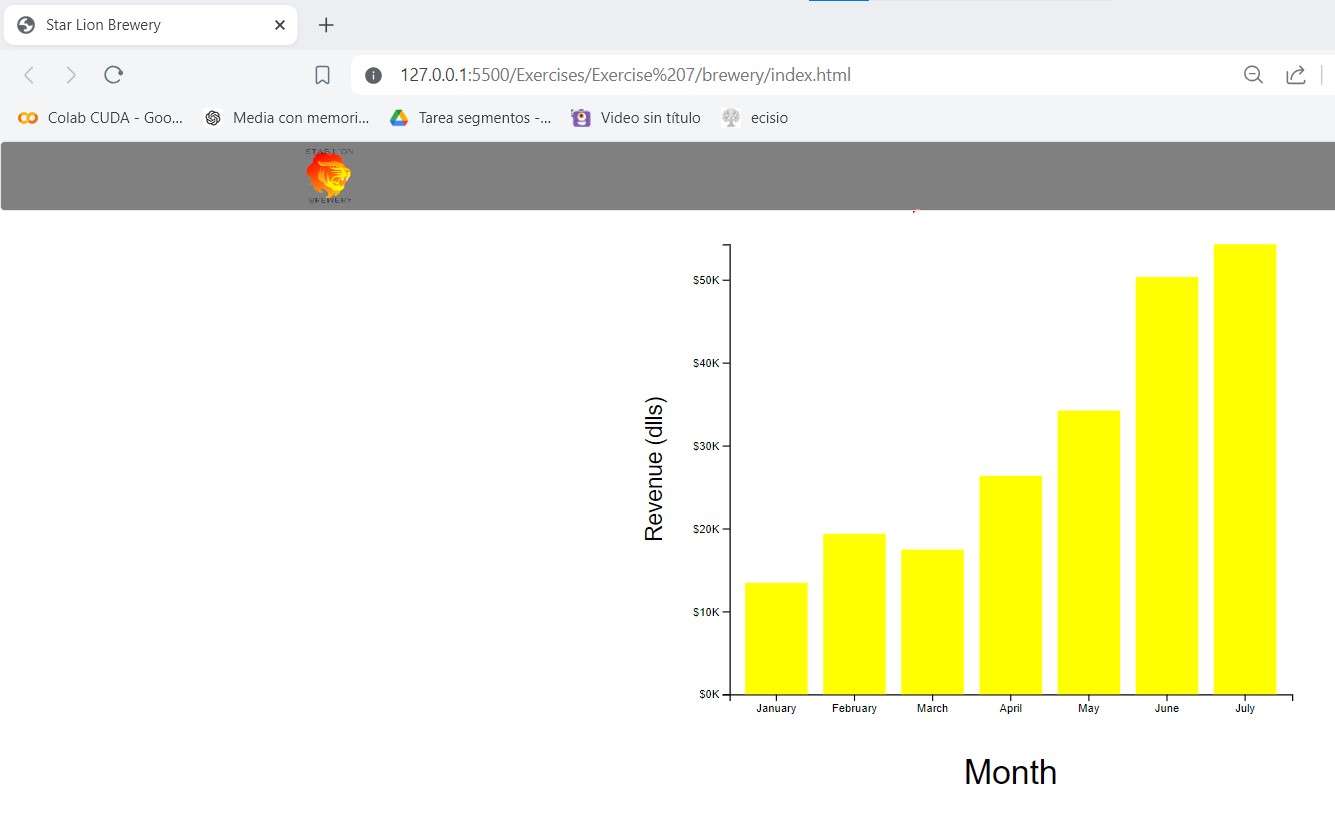 Star Lion Brewery
127.0.0.1:5500/Exercises/Exercise%207/brewery/index.html
Colab CUDA - Goo... Media con memori... Tarea segmentos -... Video sin título ecisio
STAR LION
BREWERY
$50K
$40K
$30K
$20K
$10K
$0K
Revenue (dlls)
January February March April May June July
Month